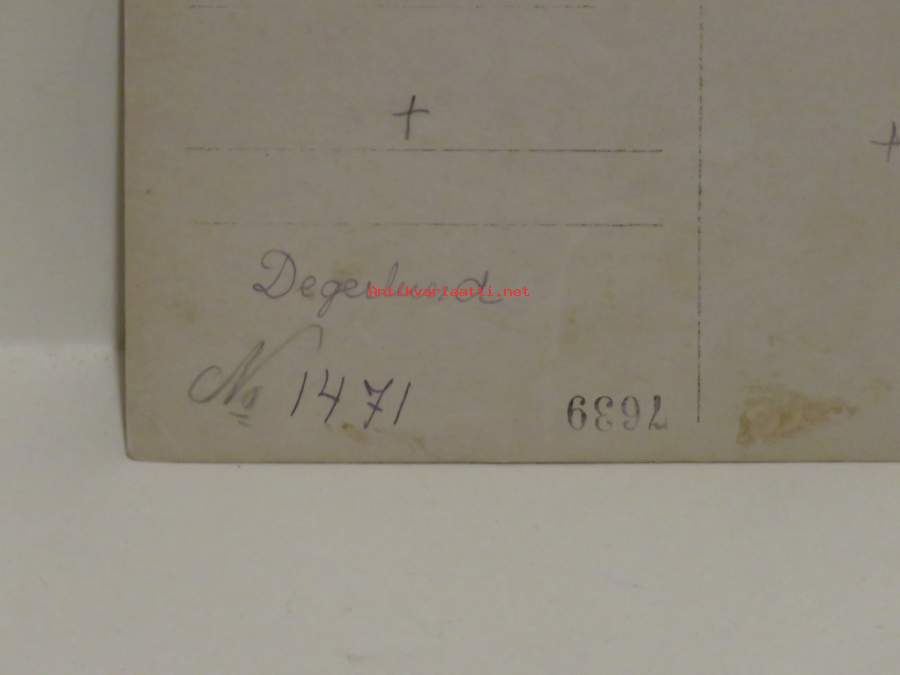 +
+
Degerlund
Antikvariaatti.net
No 1471
7639